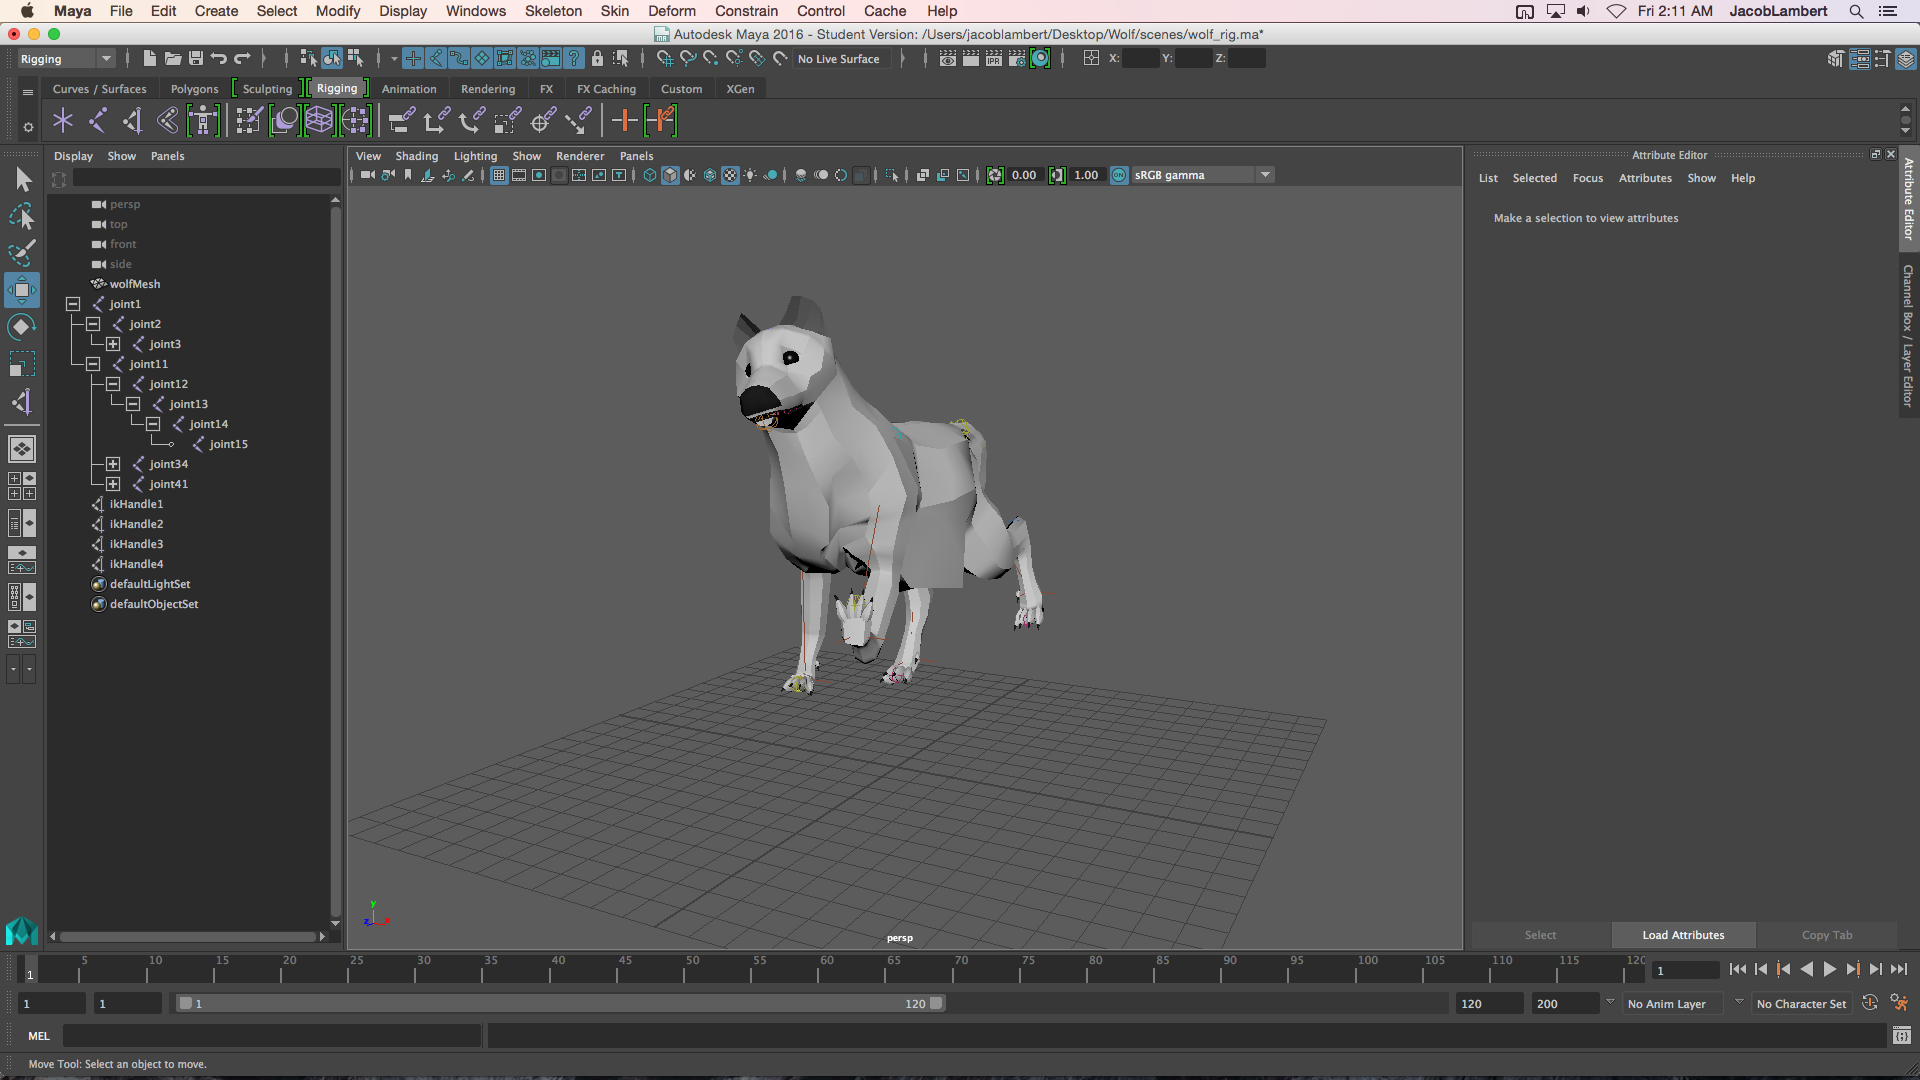 Maya File Edit Create Select Modify Display Windows Skeleton Skin Deform Constrain Control Cache Help Fri 2:11 AM JacobLambert
Autodesk Maya 2016 - Student Version: /Users/jacoblambert/Desktop/Wolf/scenes/wolf_rig.ma*
Rigging No Live Surface X: Y: Z:
Curves / Surfaces Polygons Sculpting Rigging Animation Rendering FX FX Caching Custom XGen
Display Show Panels
View Shading Lighting Show Renderer Panels
IPR
0.00 1.00 ON sRGB gamma
persp
top
front
side
wolfMesh
joint1
joint2
joint3
joint11
joint12
joint13
joint14
joint15
joint34
joint41
ikHandle1
ikHandle2
ikHandle3
ikHandle4
defaultLightSet
defaultObjectSet
y
z x
persp
Attribute Editor
List Selected Focus Attributes Show Help
Make a selection to view attributes
Attribute Editor
Channel Box / Layer Editor
Select Load Attributes Copy Tab
1 5 10 15 20 25 30 35 40 45 50 55 60 65 70 75 80 85 90 95 100 105 110 115 120 1
1 1 1 120 120 200 No Anim Layer No Character Set
MEL
Move Tool: Select an object to move.